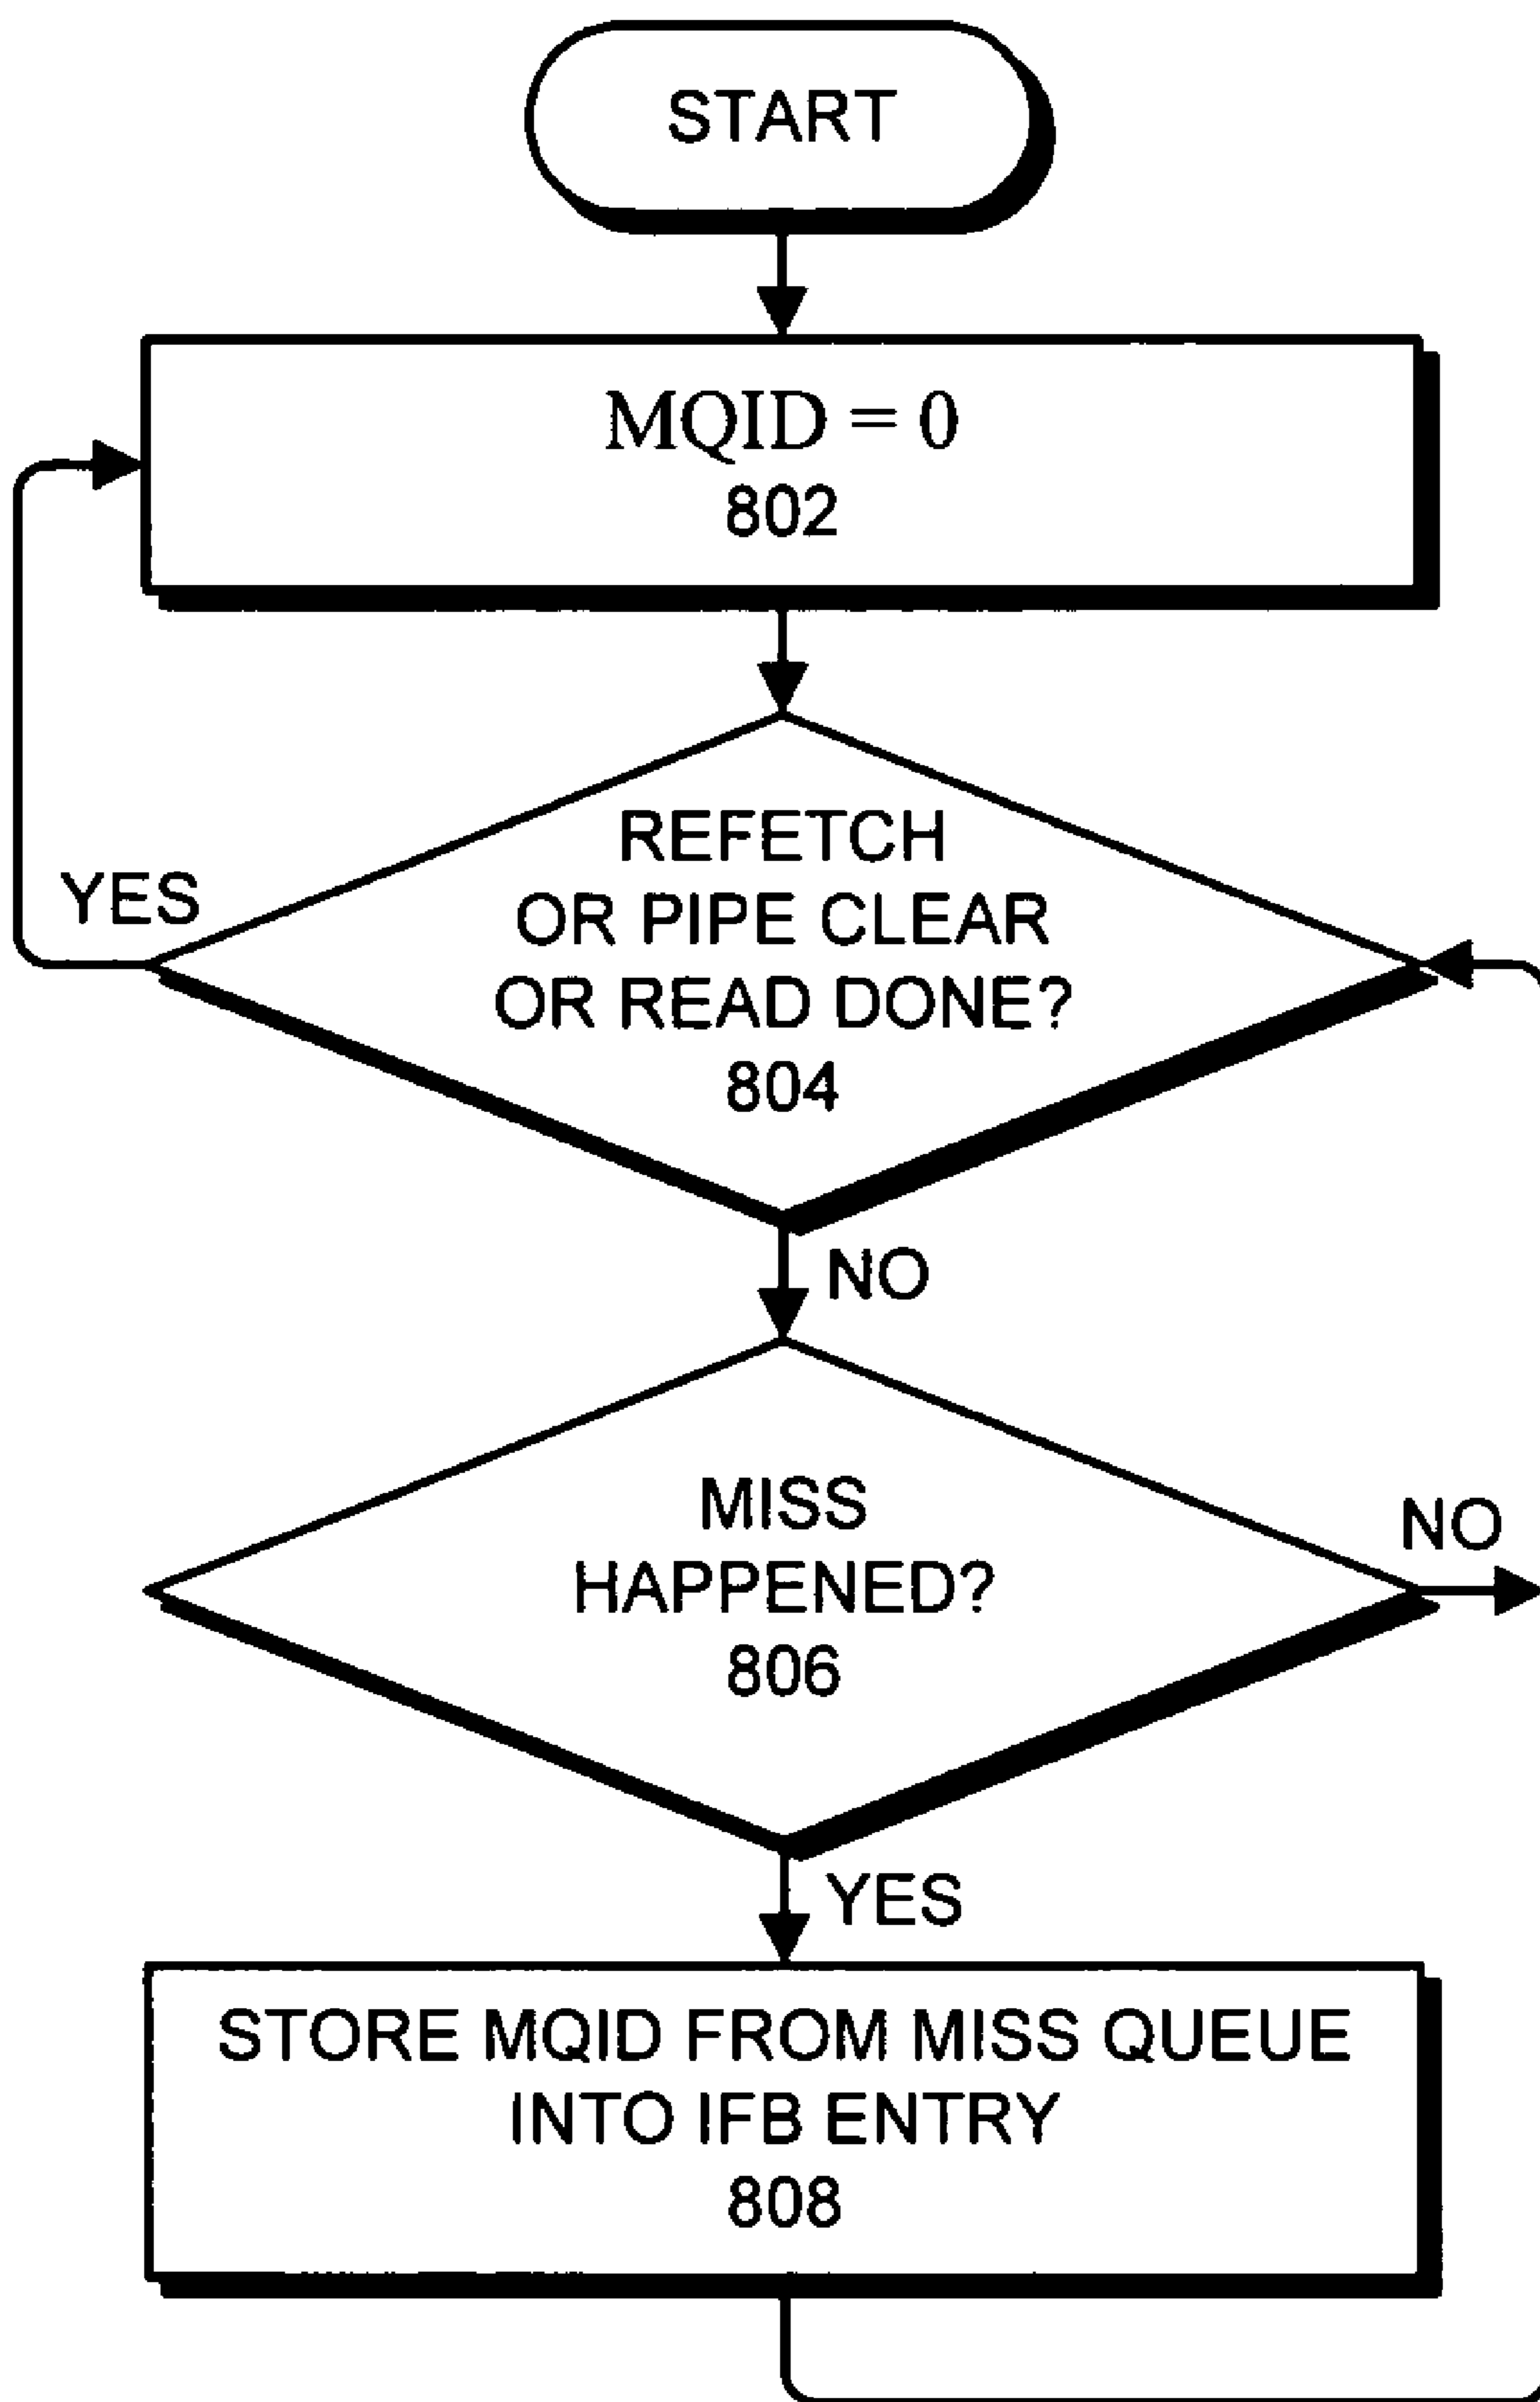 START
MQID = 0
802
REFETCH
OR PIPE CLEAR
OR READ DONE?
804
YES
NO
MISS
HAPPENED?
806
NO
YES
STORE MQID FROM MISS QUEUE
INTO IFB ENTRY
808